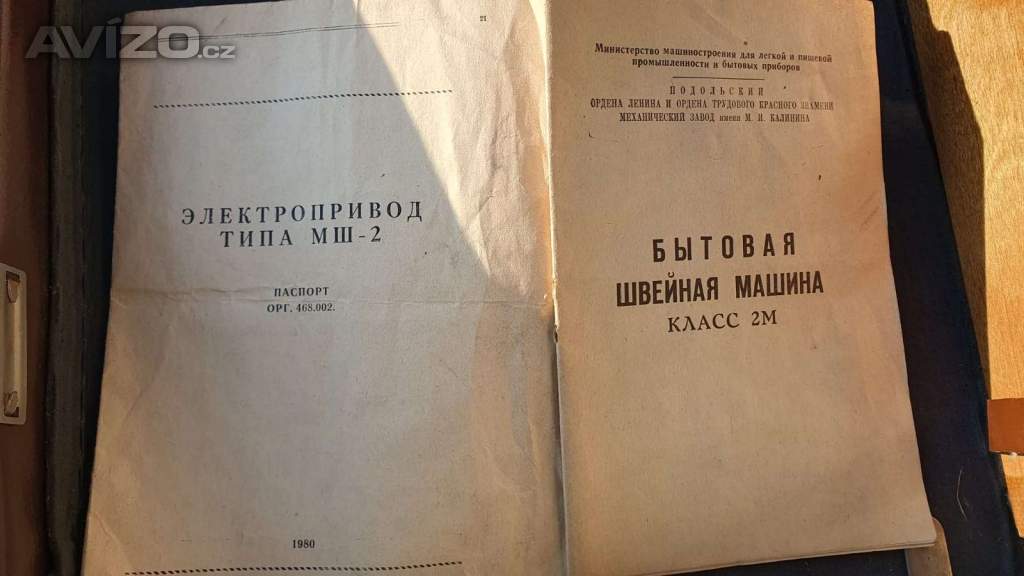 AVÍZO.cz
21
ЭЛЕКТРОПРИВОД
ТИПА МШ-2
ПАСПОРТ
ОРГ. 468.002.
1980
Министерство машиностроения для легкой и пищевой
промышленности и бытовых приборов
ПОДОЛЬСКИЙ
ОРДЕНА ЛЕНИНА И ОРДЕНА ТРУДОВОГО КРАСНОГО ЗНАМЕНИ
МЕХАНИЧЕСКИЙ ЗАВОД имени М. И. КАЛИНИНА
БЫТОВАЯ
ШВЕЙНАЯ МАШИНА
КЛАСС 2М